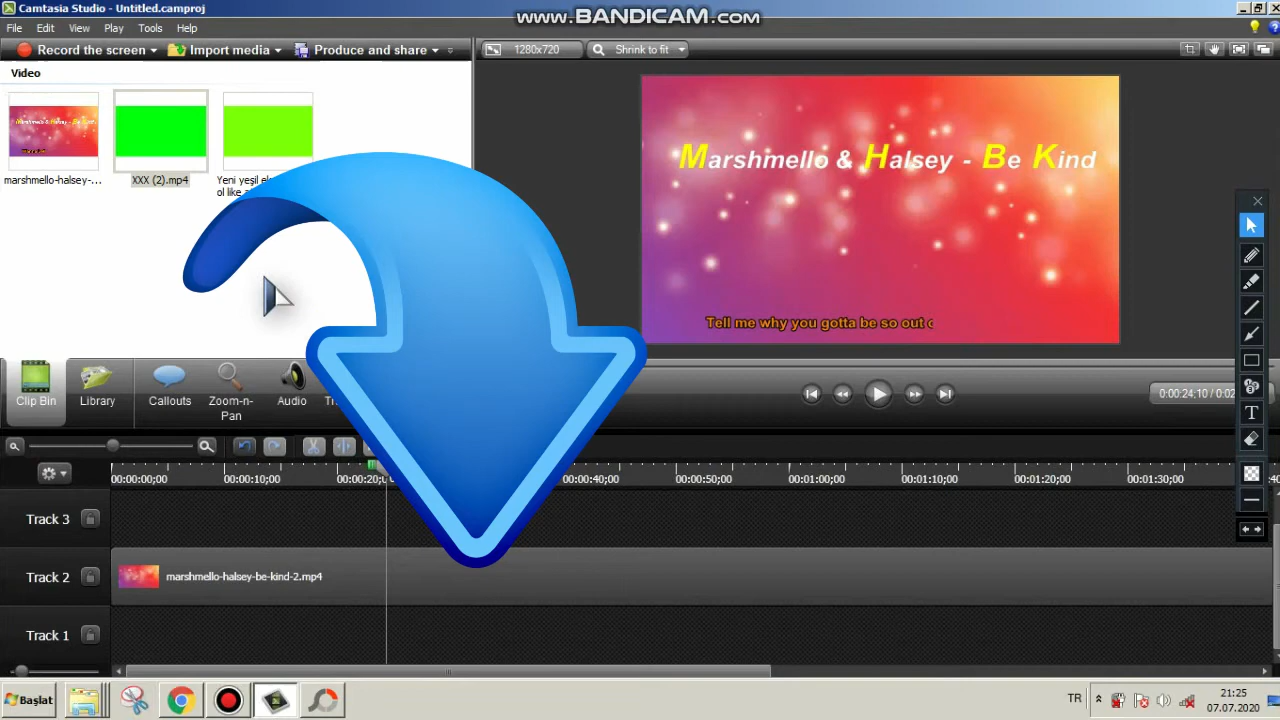 Camtasia Studio - Untitled.camproj
www.BANDICAM.com
File Edit View Play Tools Help
Record the screen Import media Produce and share
1280x720 Shrink to fit
Video
marshmello-halsey-... XXX (2).mp4 Yeni yeşil
ol like
Marshmello & Halsey - Be Kind
Tell me why you gotta be so out
Clip Bin Library Callouts Zoom-n-Pan Audio
0:00:24:10 / 0:02
00:00:00;00 00:00:10;00 00:00:20; 00:00:40;00 00:00:50;00 00:01:00;00 00:01:10;00 00:01:20;00 00:01:30;00
Track 3
Track 2 marshmello-halsey-be-kind-2.mp4
Track 1
Başlat
TR
21:25
07.07.2020